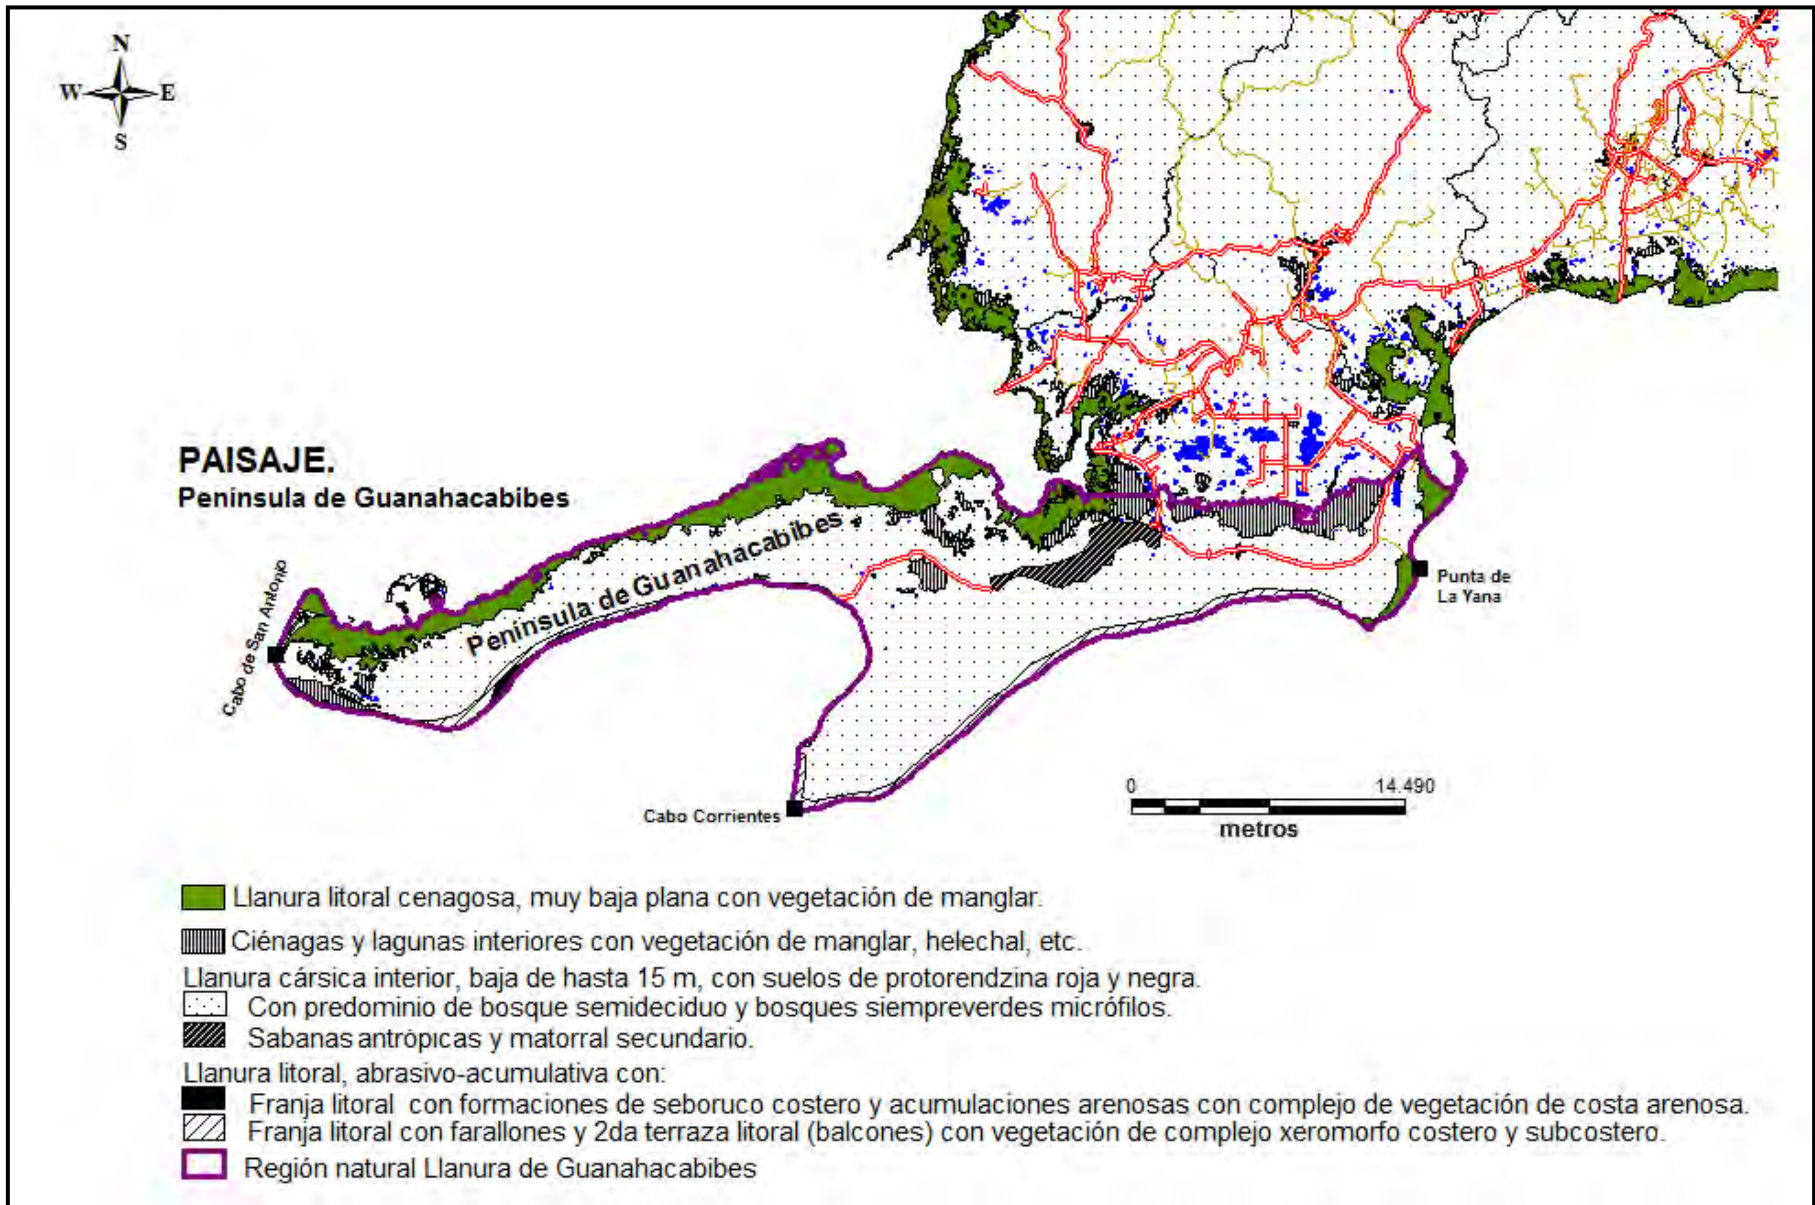 N
W E
S
PAISAJE.
Península de Guanahacabibes
Península de Guanahacabibes
Cabo de San Antonio
Punta de
La Yana
Cabo Corrientes
0 14.490
metros
Llanura litoral cenagosa, muy baja plana con vegetación de manglar.
Ciénagas y lagunas interiores con vegetación de manglar, helechal, etc.
Llanura cársica interior, baja de hasta 15 m, con suelos de protorendzina roja y negra.
Con predominio de bosque semideciduo y bosques siempreverdes micrófilos.
Sabanas antrópicas y matorral secundario.
Llanura litoral, abrasivo-acumulativa con:
Franja litoral con formaciones de seboruco costero y acumulaciones arenosas con complejo de vegetación de costa arenosa.
Franja litoral con farallones y 2da terraza litoral (balcones) con vegetación de complejo xeromorfo costero y subcostero.
Región natural Llanura de Guanahacabibes